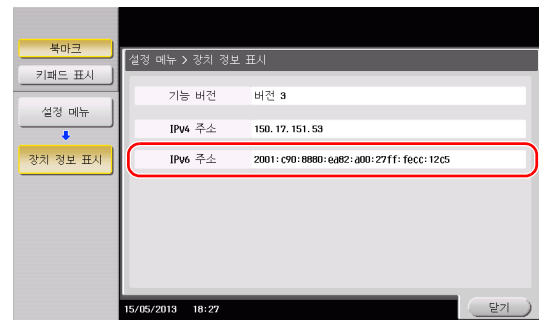 북마크
키패드 표시
설정 메뉴
장치 정보 표시
설정 메뉴 > 장치 정보 표시
기능 버전 버전 3
IPv4 주소 150.17.151.53
IPv6 주소 2001:c90:8880:ea82:a00:27ff:fecc:12c5
15/05/2013 18:27
닫기